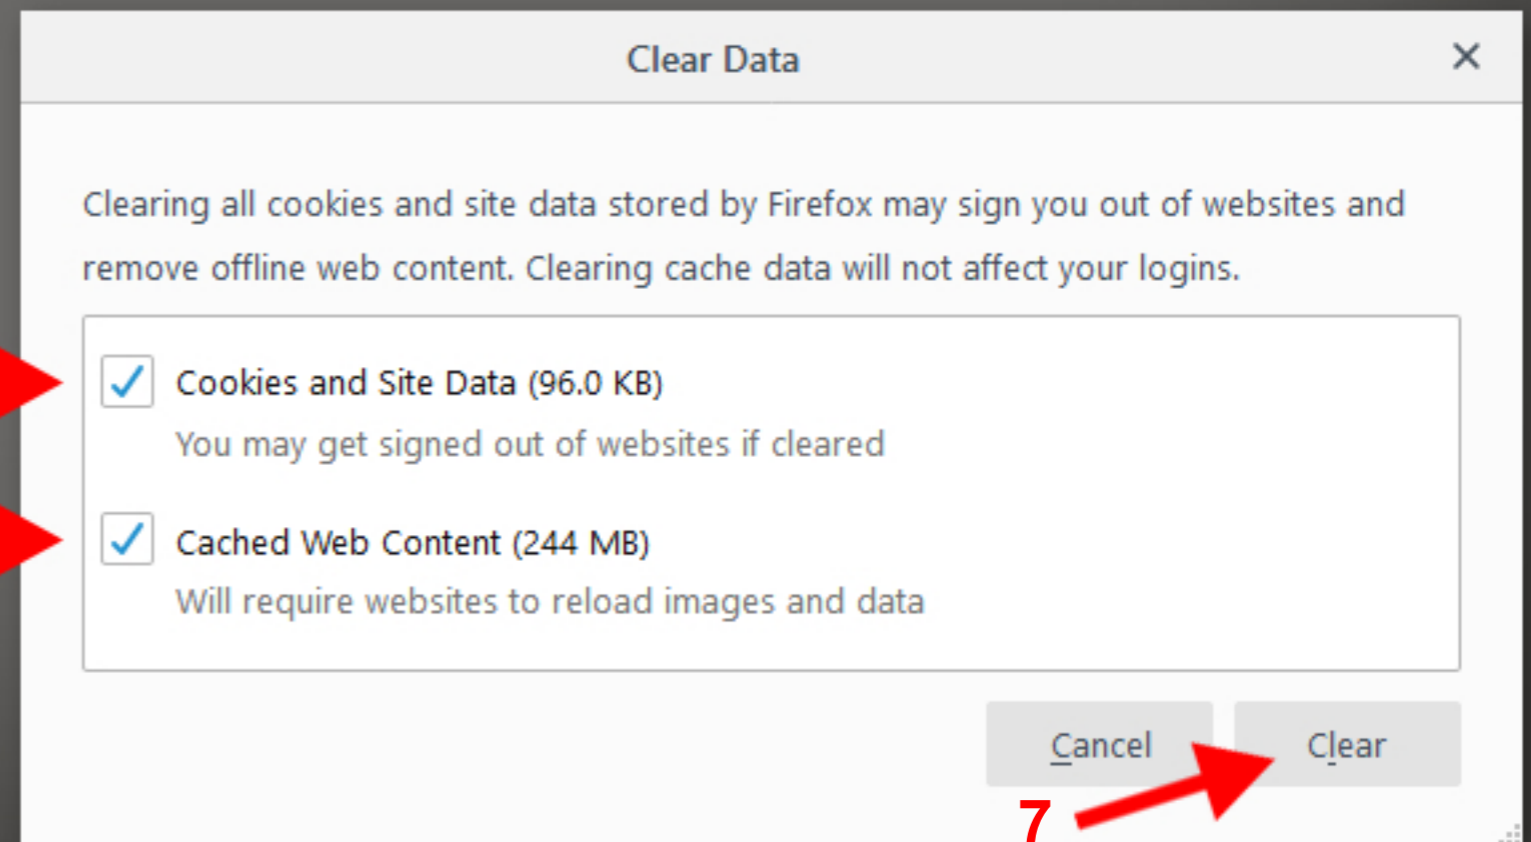 Clear Data
Clearing all cookies and site data stored by Firefox may sign you out of websites and
remove offline web content. Clearing cache data will not affect your logins.
Cookies and Site Data (96.0 KB)
You may get signed out of websites if cleared
Cached Web Content (244 MB)
Will require websites to reload images and data
Cancel
Clear
7